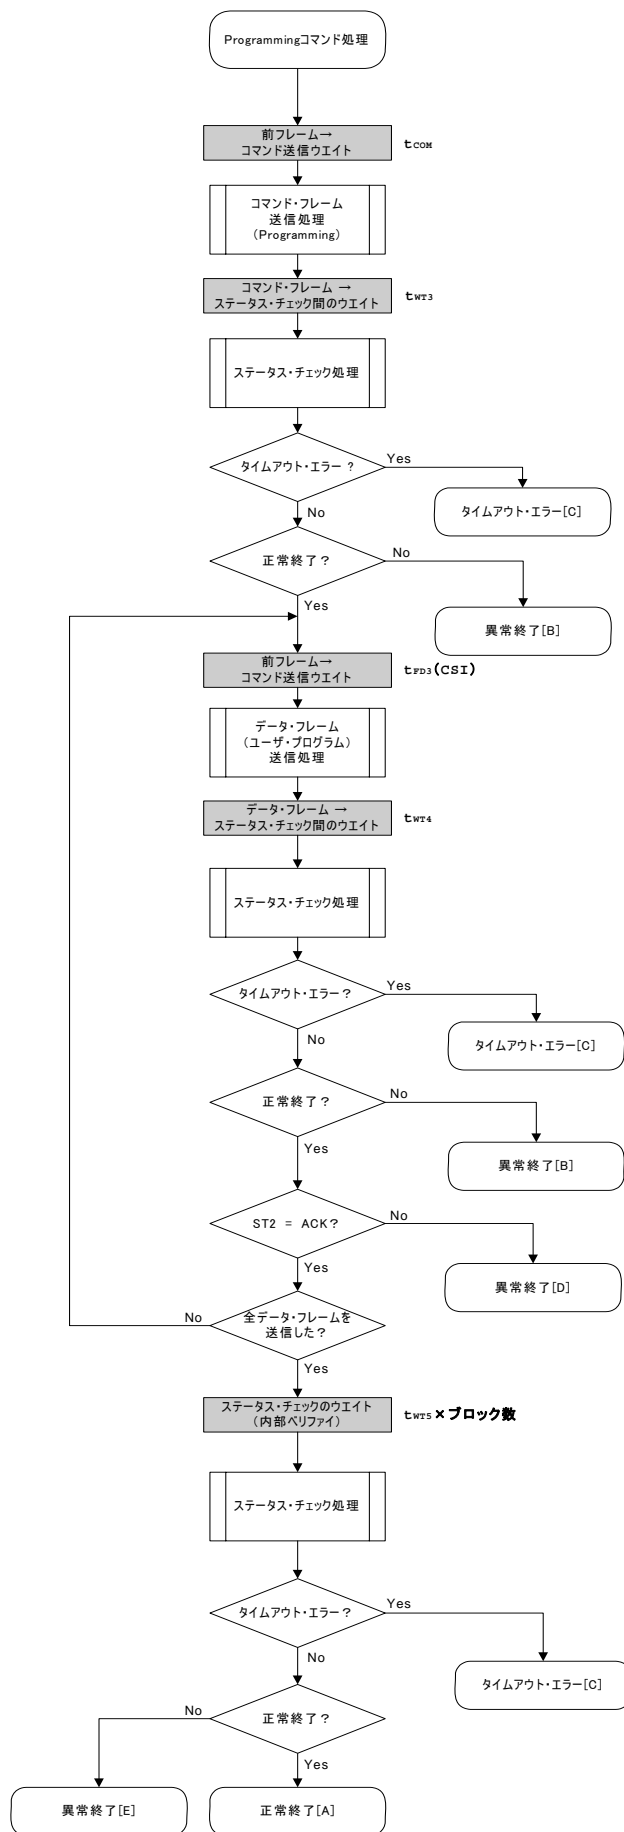 Programmingコマンド処理
前フレーム→
コマンド送信ウエイト
tCOM
コマンド・フレーム
送信処理
(Programming)
コマンド・フレーム →
ステータス・チェック間のウエイト
tWT3
ステータス・チェック処理
タイムアウト・エラー ?
Yes
タイムアウト・エラー[C]
No
正常終了?
No
異常終了[B]
Yes
前フレーム→
コマンド送信ウエイト
tFD3(CSI)
データ・フレーム
(ユーザ・プログラム)
送信処理
データ・フレーム →
ステータス・チェック間のウエイト
tWT4
ステータス・チェック処理
タイムアウト・エラー?
Yes
タイムアウト・エラー[C]
No
正常終了?
No
異常終了[B]
Yes
ST2 = ACK?
No
異常終了[D]
Yes
全データ・フレームを
送信した?
No
Yes
ステータス・チェックのウエイト
(内部ベリファイ)
tWT5×ブロック数
ステータス・チェック処理
タイムアウト・エラー?
Yes
タイムアウト・エラー[C]
No
正常終了?
No
Yes
異常終了[E]
正常終了[A]